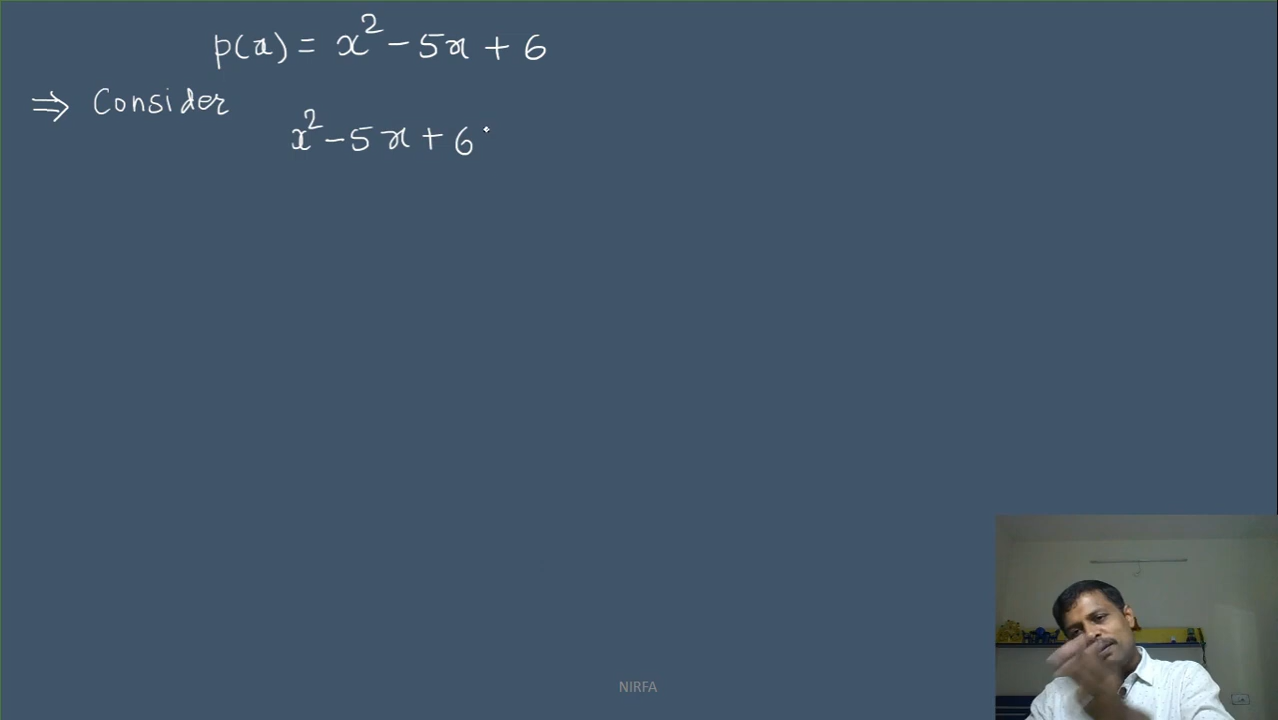 p(x) = x² - 5x + 6
⇒ Consider
x² - 5x + 6
NIRFA